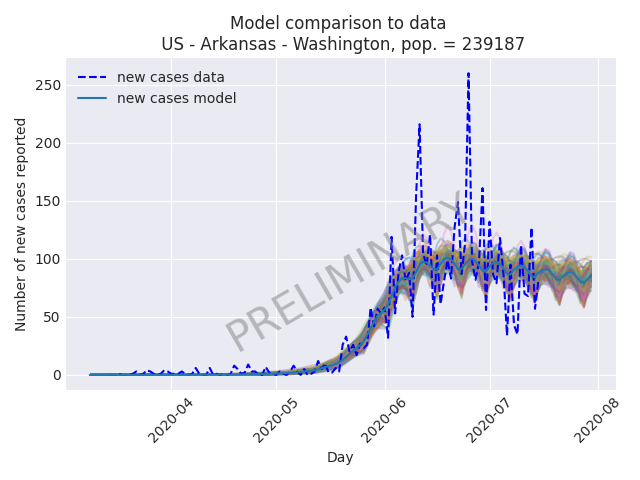 Model comparison to data
US - Arkansas - Washington, pop. = 239187
new cases data
new cases model
Number of new cases reported
250
200
150
100
50
0
PRELIMINARY
2020-04
2020-05
2020-06
2020-07
2020-08
Day